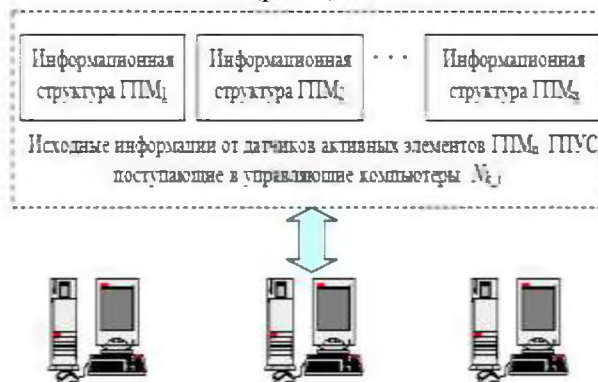 Информационная структура ГПМ1
Информационная структура ГПМ2
. . .
Информационная структура ГПМn
Исходные информации от датчиков активных элементов ГПМn ГПУС
поступающие в управляющие компьютеры